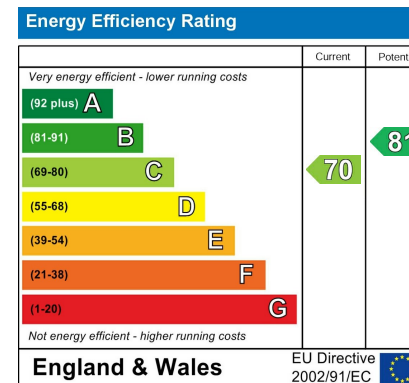 Energy Efficiency Rating
Current Potent
Very energy efficient - lower running costs
(92 plus) A
(81-91) B
81
(69-80) C
70
(55-68) D
(39-54) E
(21-38) F
(1-20) G
Not energy efficient - higher running costs
England & Wales
EU Directive
2002/91/EC